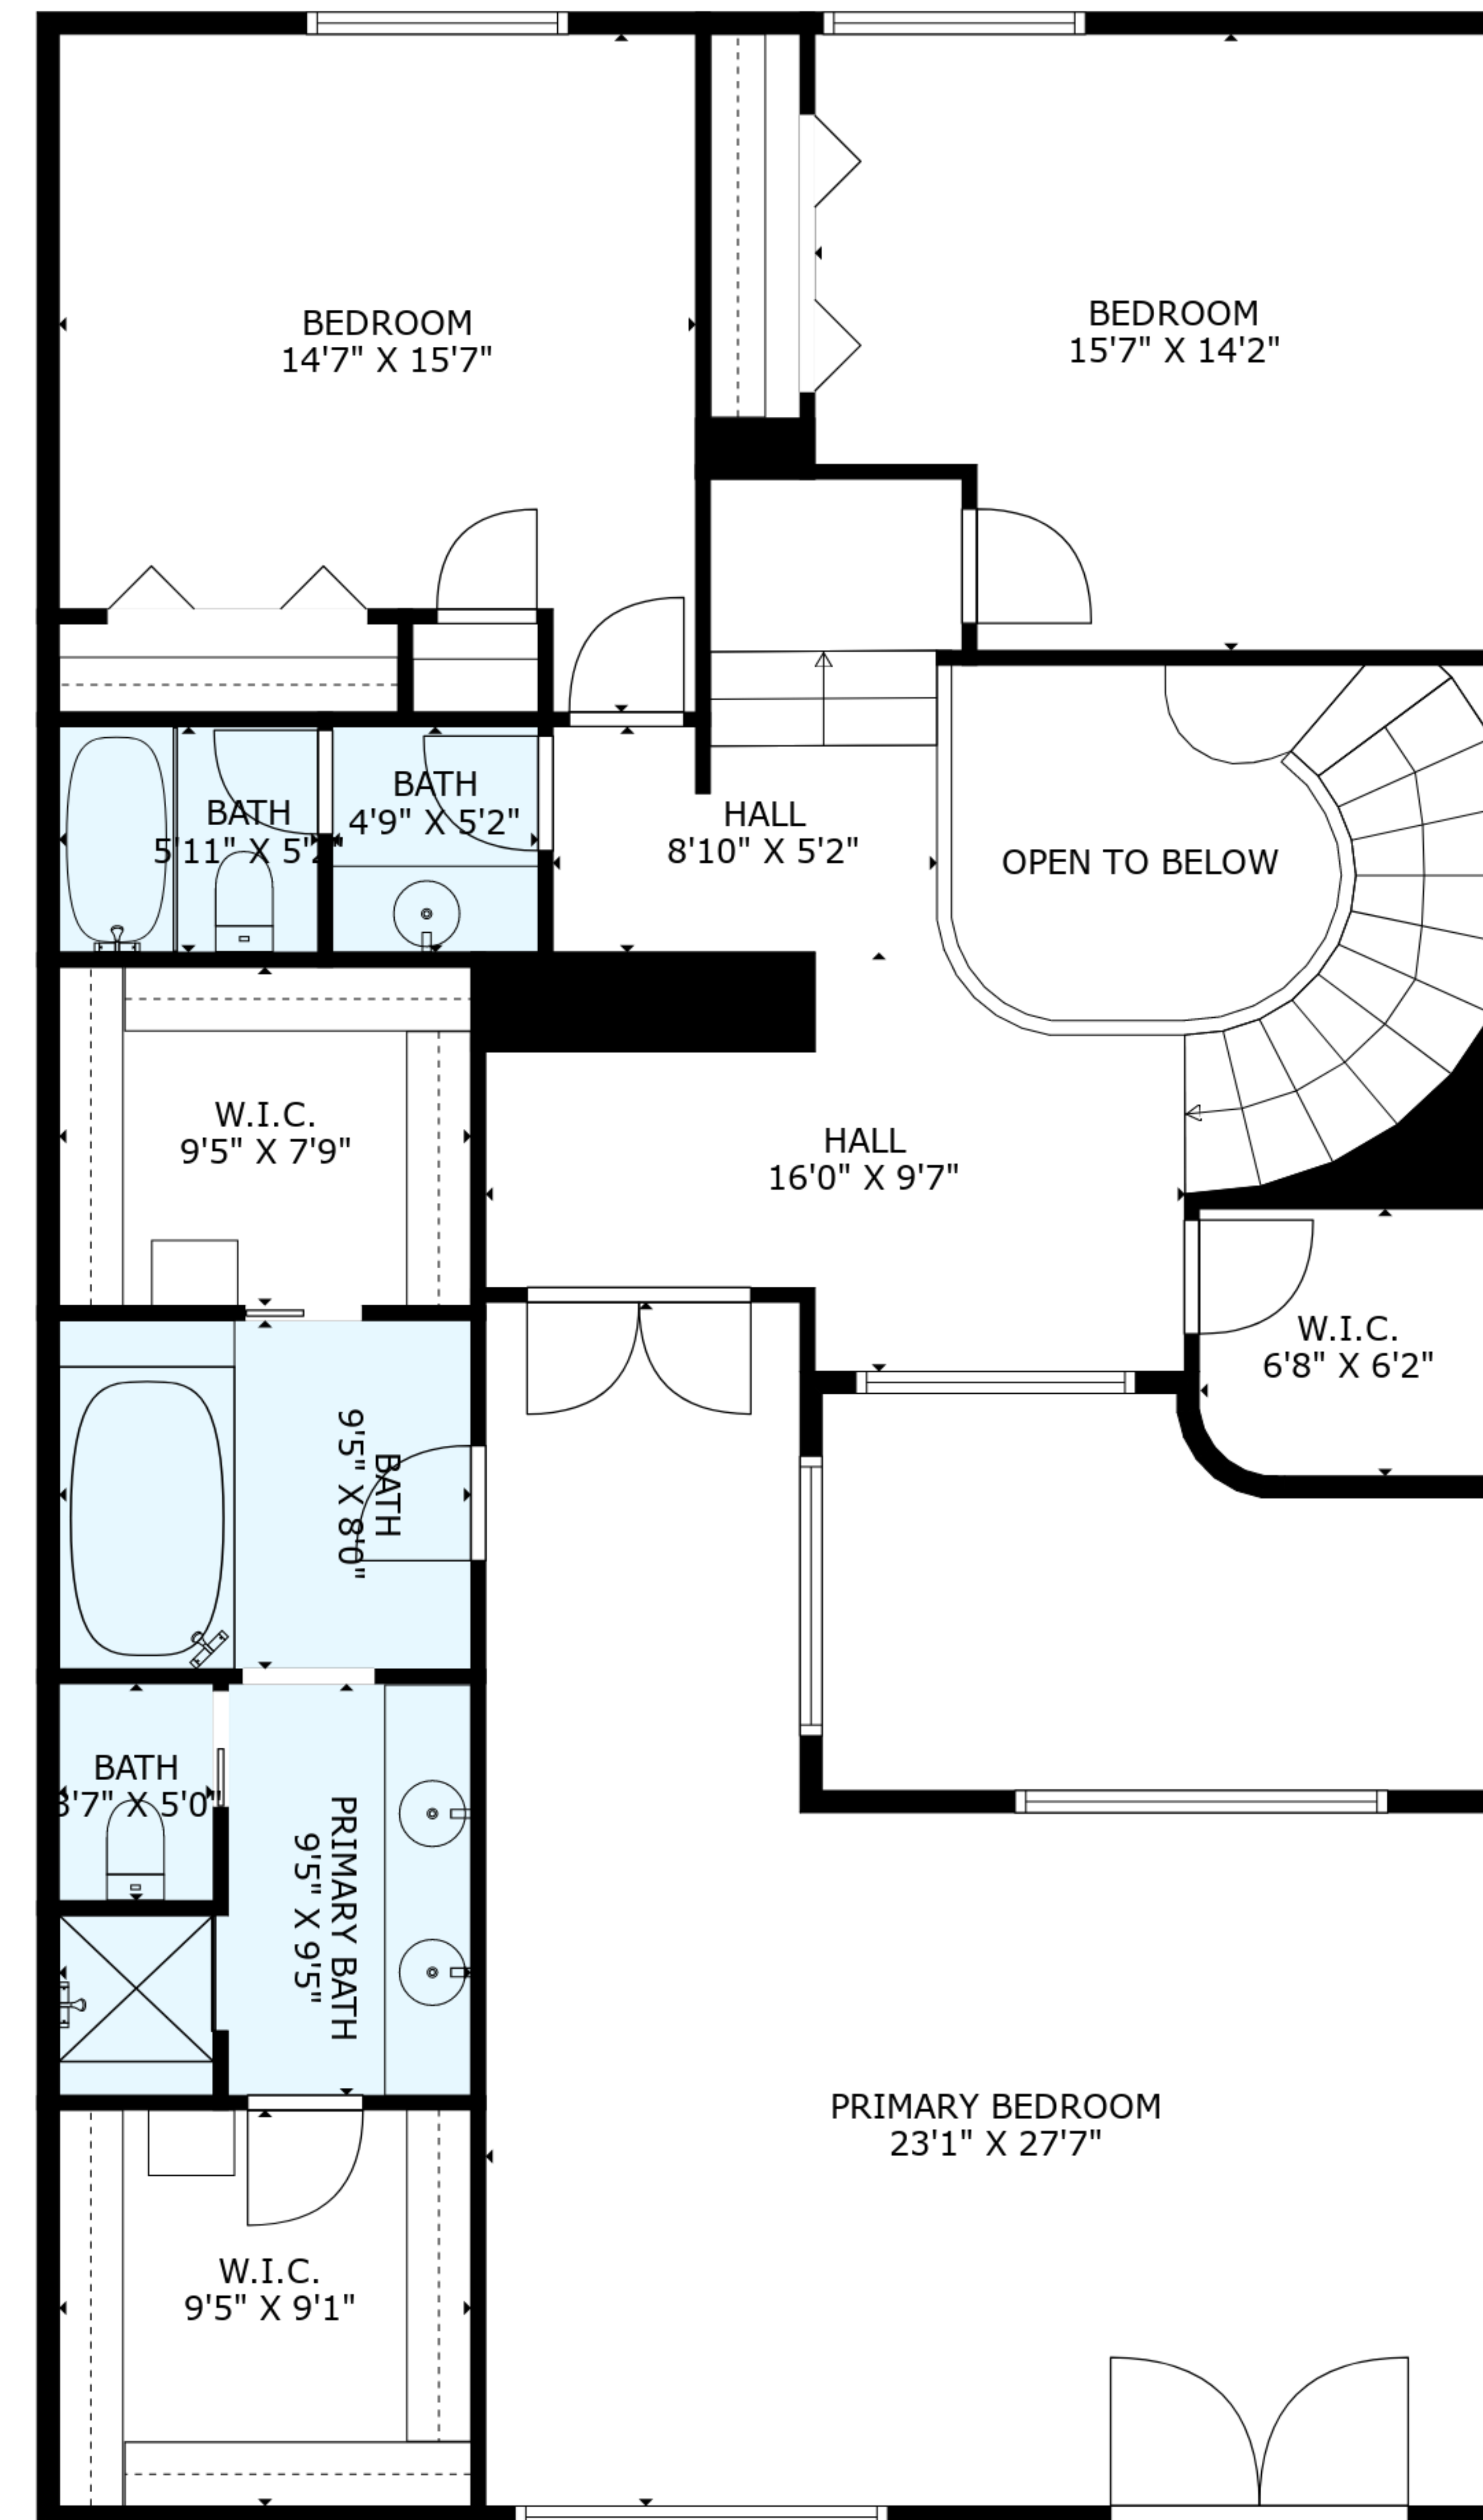 BEDROOM
14'7" X 15'7"
BEDROOM
15'7" X 14'2"
BATH
5'11" X 5'2"
BATH
4'9" X 5'2"
HALL
8'10" X 5'2"
OPEN TO BELOW
W.I.C.
9'5" X 7'9"
HALL
16'0" X 9'7"
W.I.C.
6'8" X 6'2"
BATH
9'5" X 8'0"
BATH
3'7" X 5'0"
PRIMARY BATH
9'5" X 9'5"
PRIMARY BEDROOM
23'1" X 27'7"
W.I.C.
9'5" X 9'1"